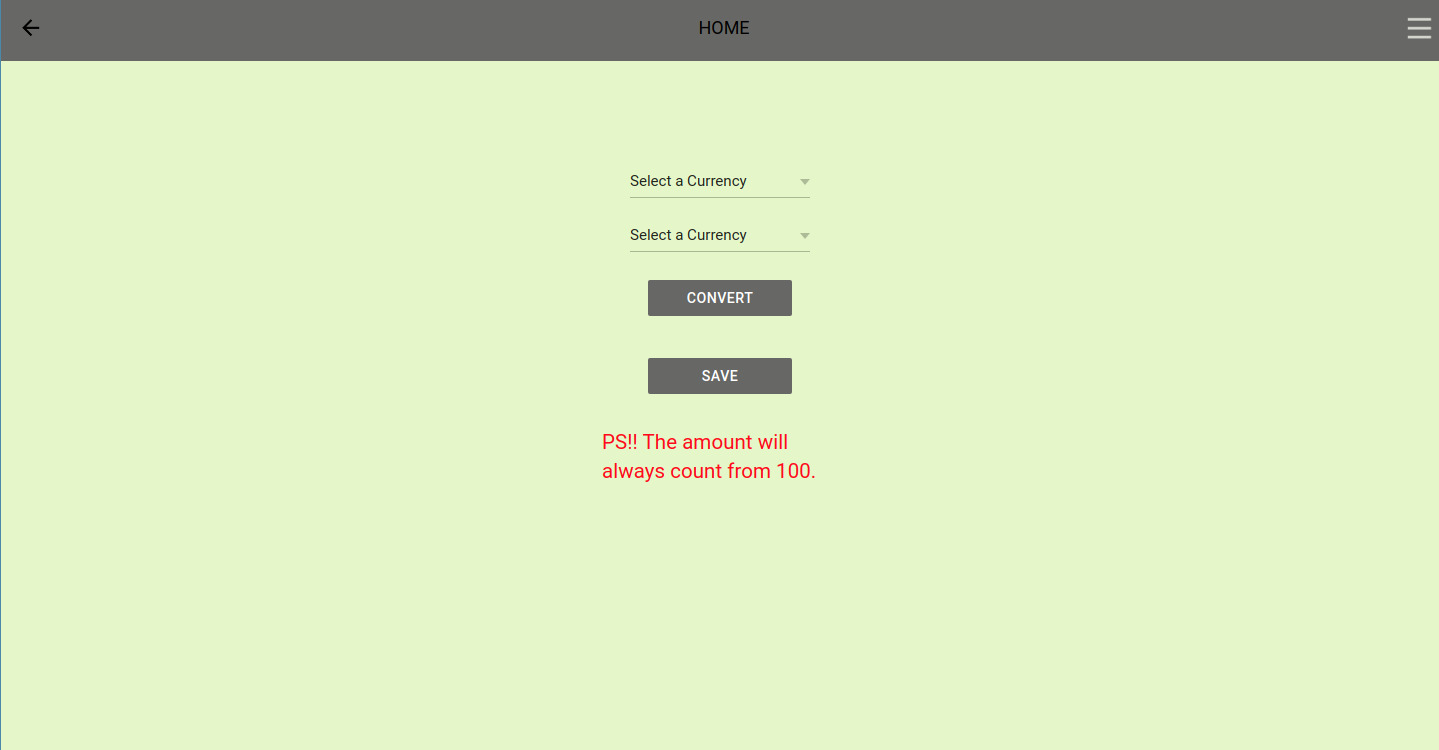 HOME
Select a Currency
Select a Currency
CONVERT
SAVE
PS!! The amount will
always count from 100.